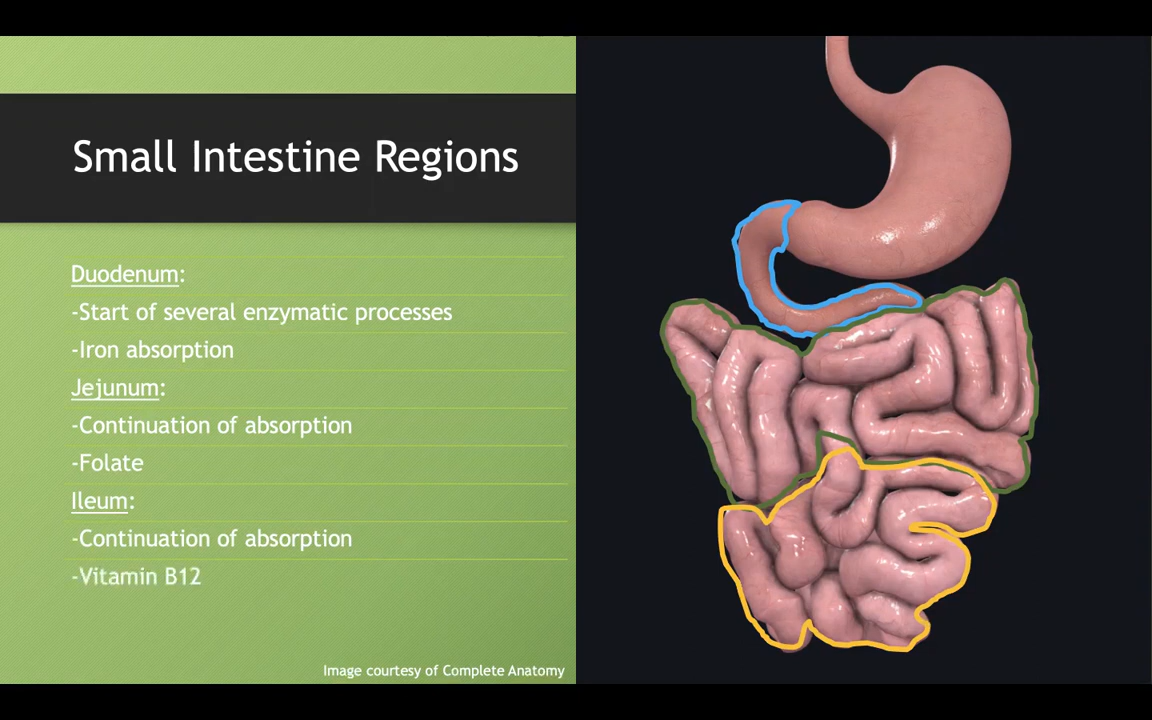 Small Intestine Regions
Duodenum:
-Start of several enzymatic processes
-Iron absorption
Jejunum:
-Continuation of absorption
-Folate
Ileum:
-Continuation of absorption
-Vitamin B12
Image courtesy of Complete Anatomy